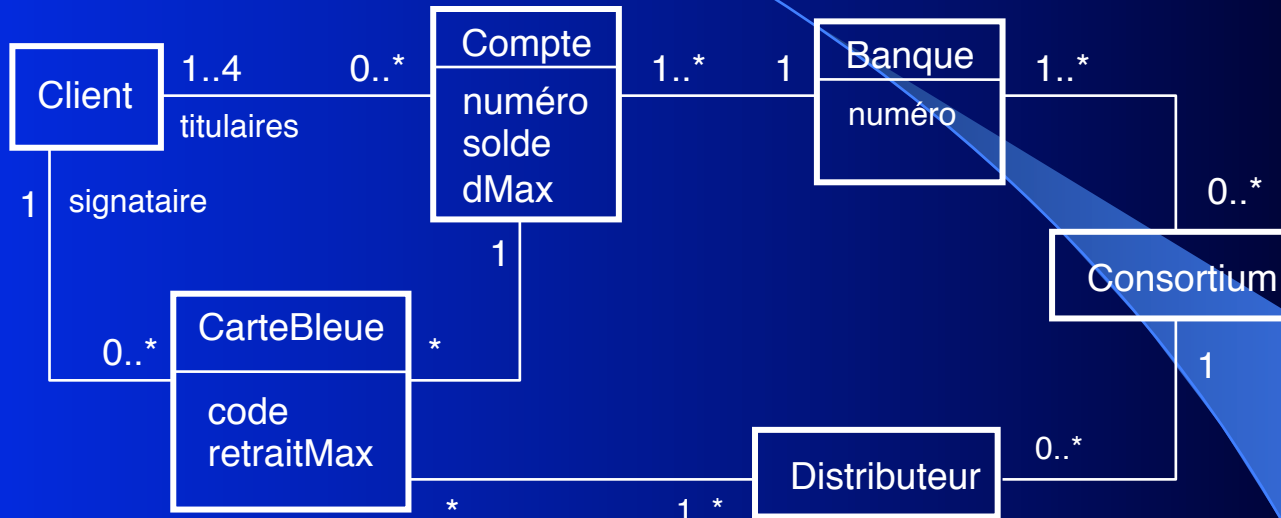 Client
1..4
titulaires
0..*
Compte
numéro
solde
dMax
1..*
1
Banque
numéro
1..*
0..*
Consortium
1
signataire
0..*
CarteBleue
code
retraitMax
*
1
*
1..*
Distributeur
0..*
1